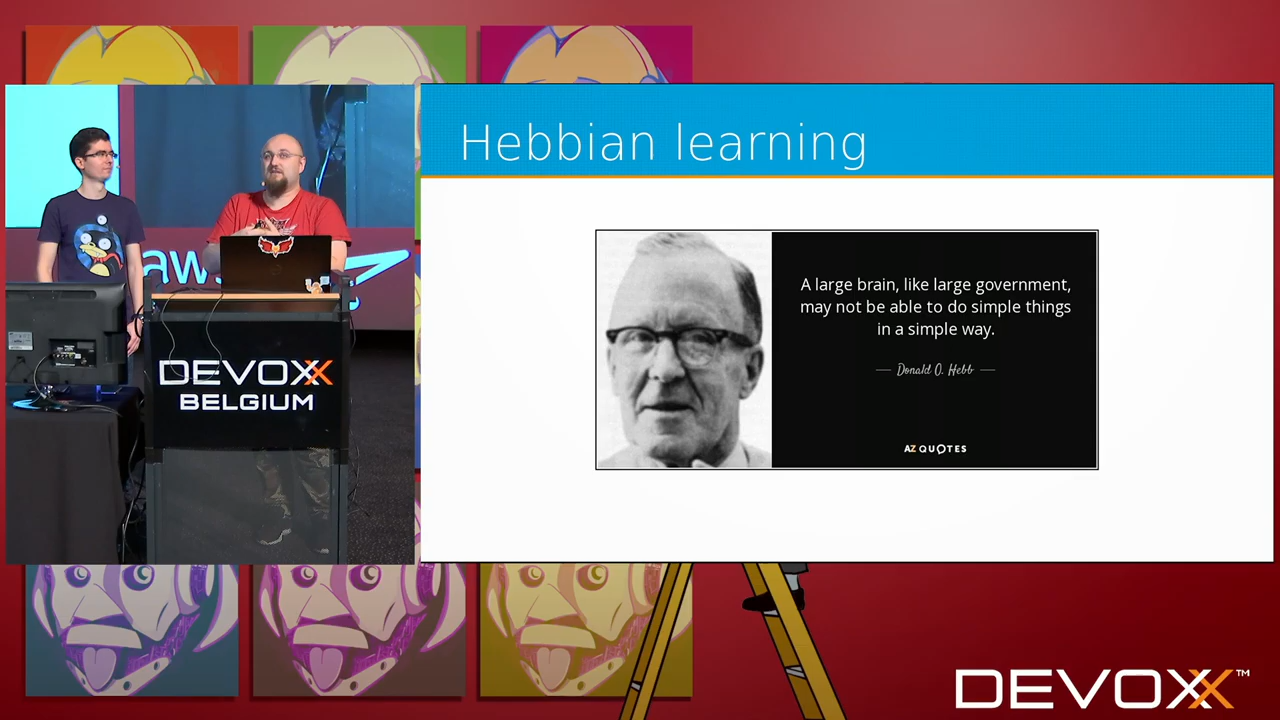 Hebbian learning
A large brain, like large government,
may not be able to do simple things
in a simple way.
— Donald O. Hebb —
AZ QUOTES
aws
DEVOXX
BELGIUM
DEVOXX™